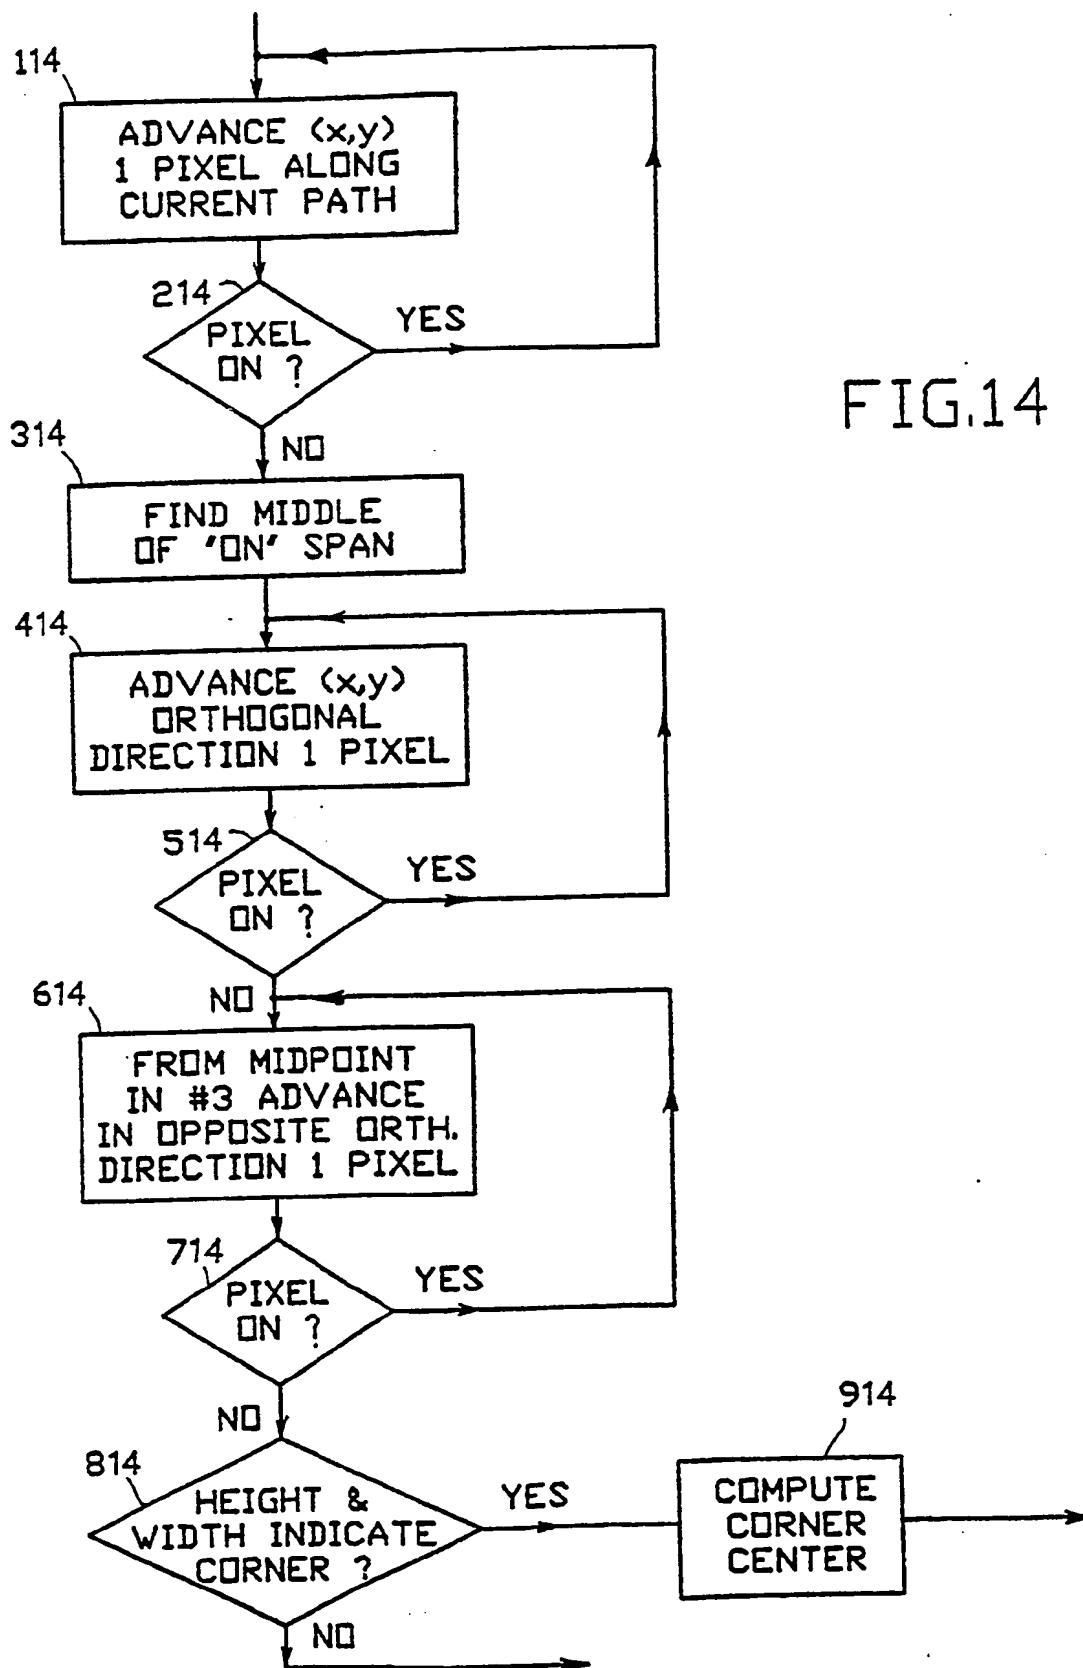 114
ADVANCE (x,y)
1 PIXEL ALONG
CURRENT PATH
214
PIXEL
ON ?
YES
FIG.14
NO
314
FIND MIDDLE
OF 'ON' SPAN
414
ADVANCE (x,y)
ORTHOGONAL
DIRECTION 1 PIXEL
514
PIXEL
ON ?
YES
NO
614
FROM MIDPOINT
IN #3 ADVANCE
IN OPPOSITE ORTH.
DIRECTION 1 PIXEL
714
PIXEL
ON ?
YES
NO
814
HEIGHT &
WIDTH INDICATE
CORNER ?
YES
914
COMPUTE
CORNER
CENTER
NO